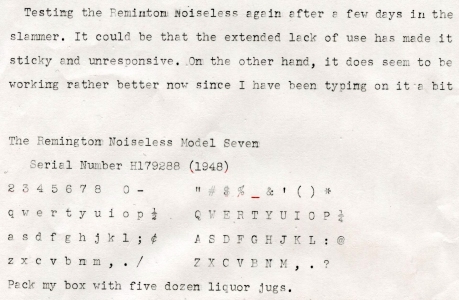 Testing the Remintom Noiseless again after a few days in the
slammer. It could be that the extended lack of use has made it
sticky and unresponsive. On the other hand, it does seem to be
working rather better now since I have been typing on it a bit
The Remington Noiseless Model Seven
Serial Number H179288 (1948)
2 3 4 5 6 7 8 0 - " # $ % _ & ' ( ) *
q w e r t y u i o p ½ Q W E R T Y U I O P ¼
a s d f g h j k l ; ¢ A S D F G H J K L : @
z x c v b n m , . / Z X C V B N M , . ?
Pack my box with five dozen liquor jugs.